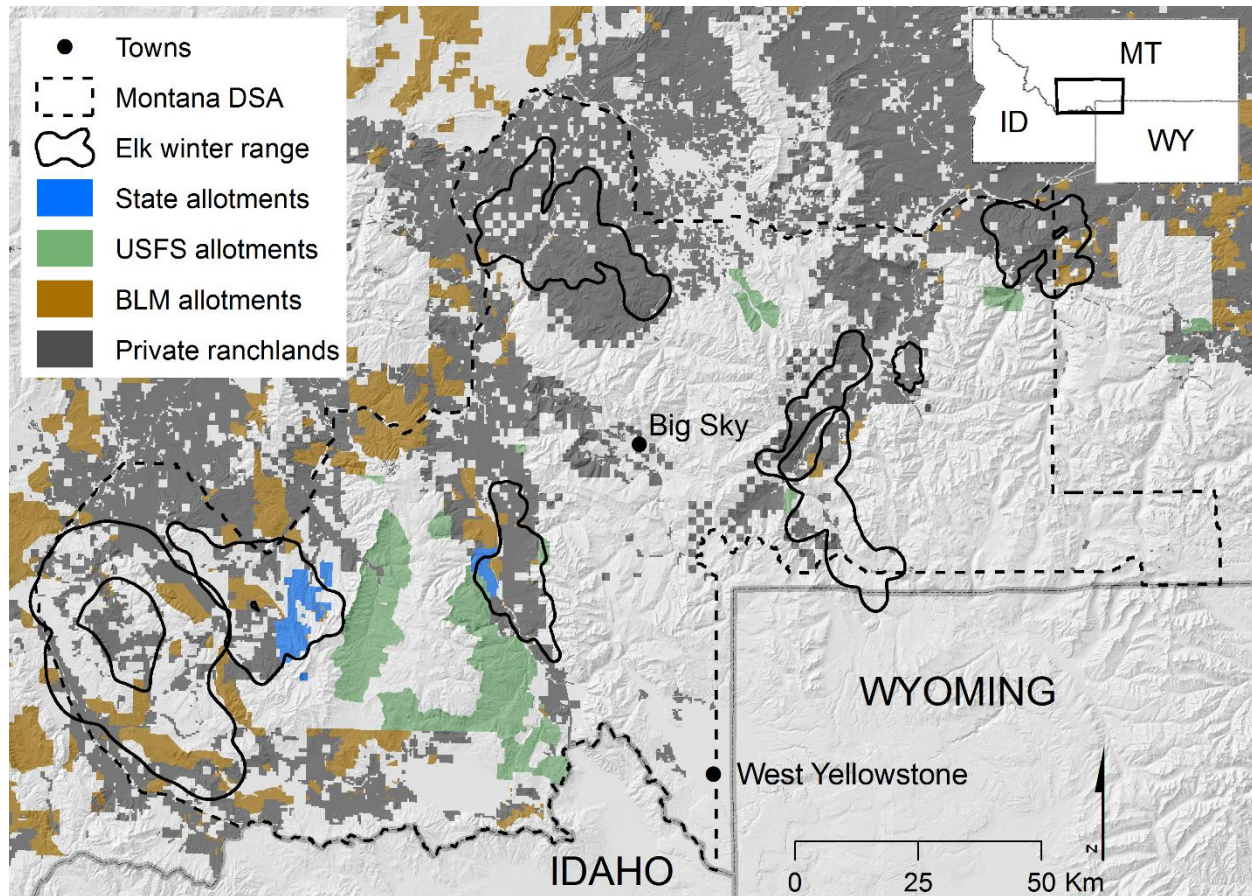 Towns
Montana DSA
Elk winter range
State allotments
USFS allotments
BLM allotments
Private ranchlands
MT
ID
WY
Big Sky
WYOMING
West Yellowstone
IDAHO
N
0 25 50 Km